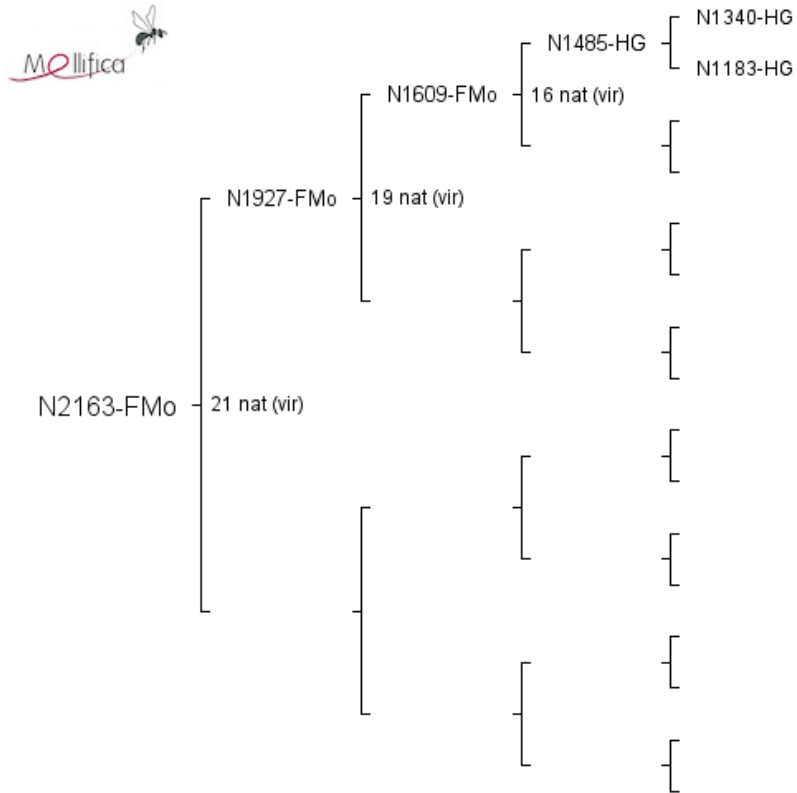 Mellifica
N1340-HG
N1485-HG
N1183-HG
N1609-FMo
16 nat (vir)
N1927-FMo
19 nat (vir)
N2163-FMo
21 nat (vir)